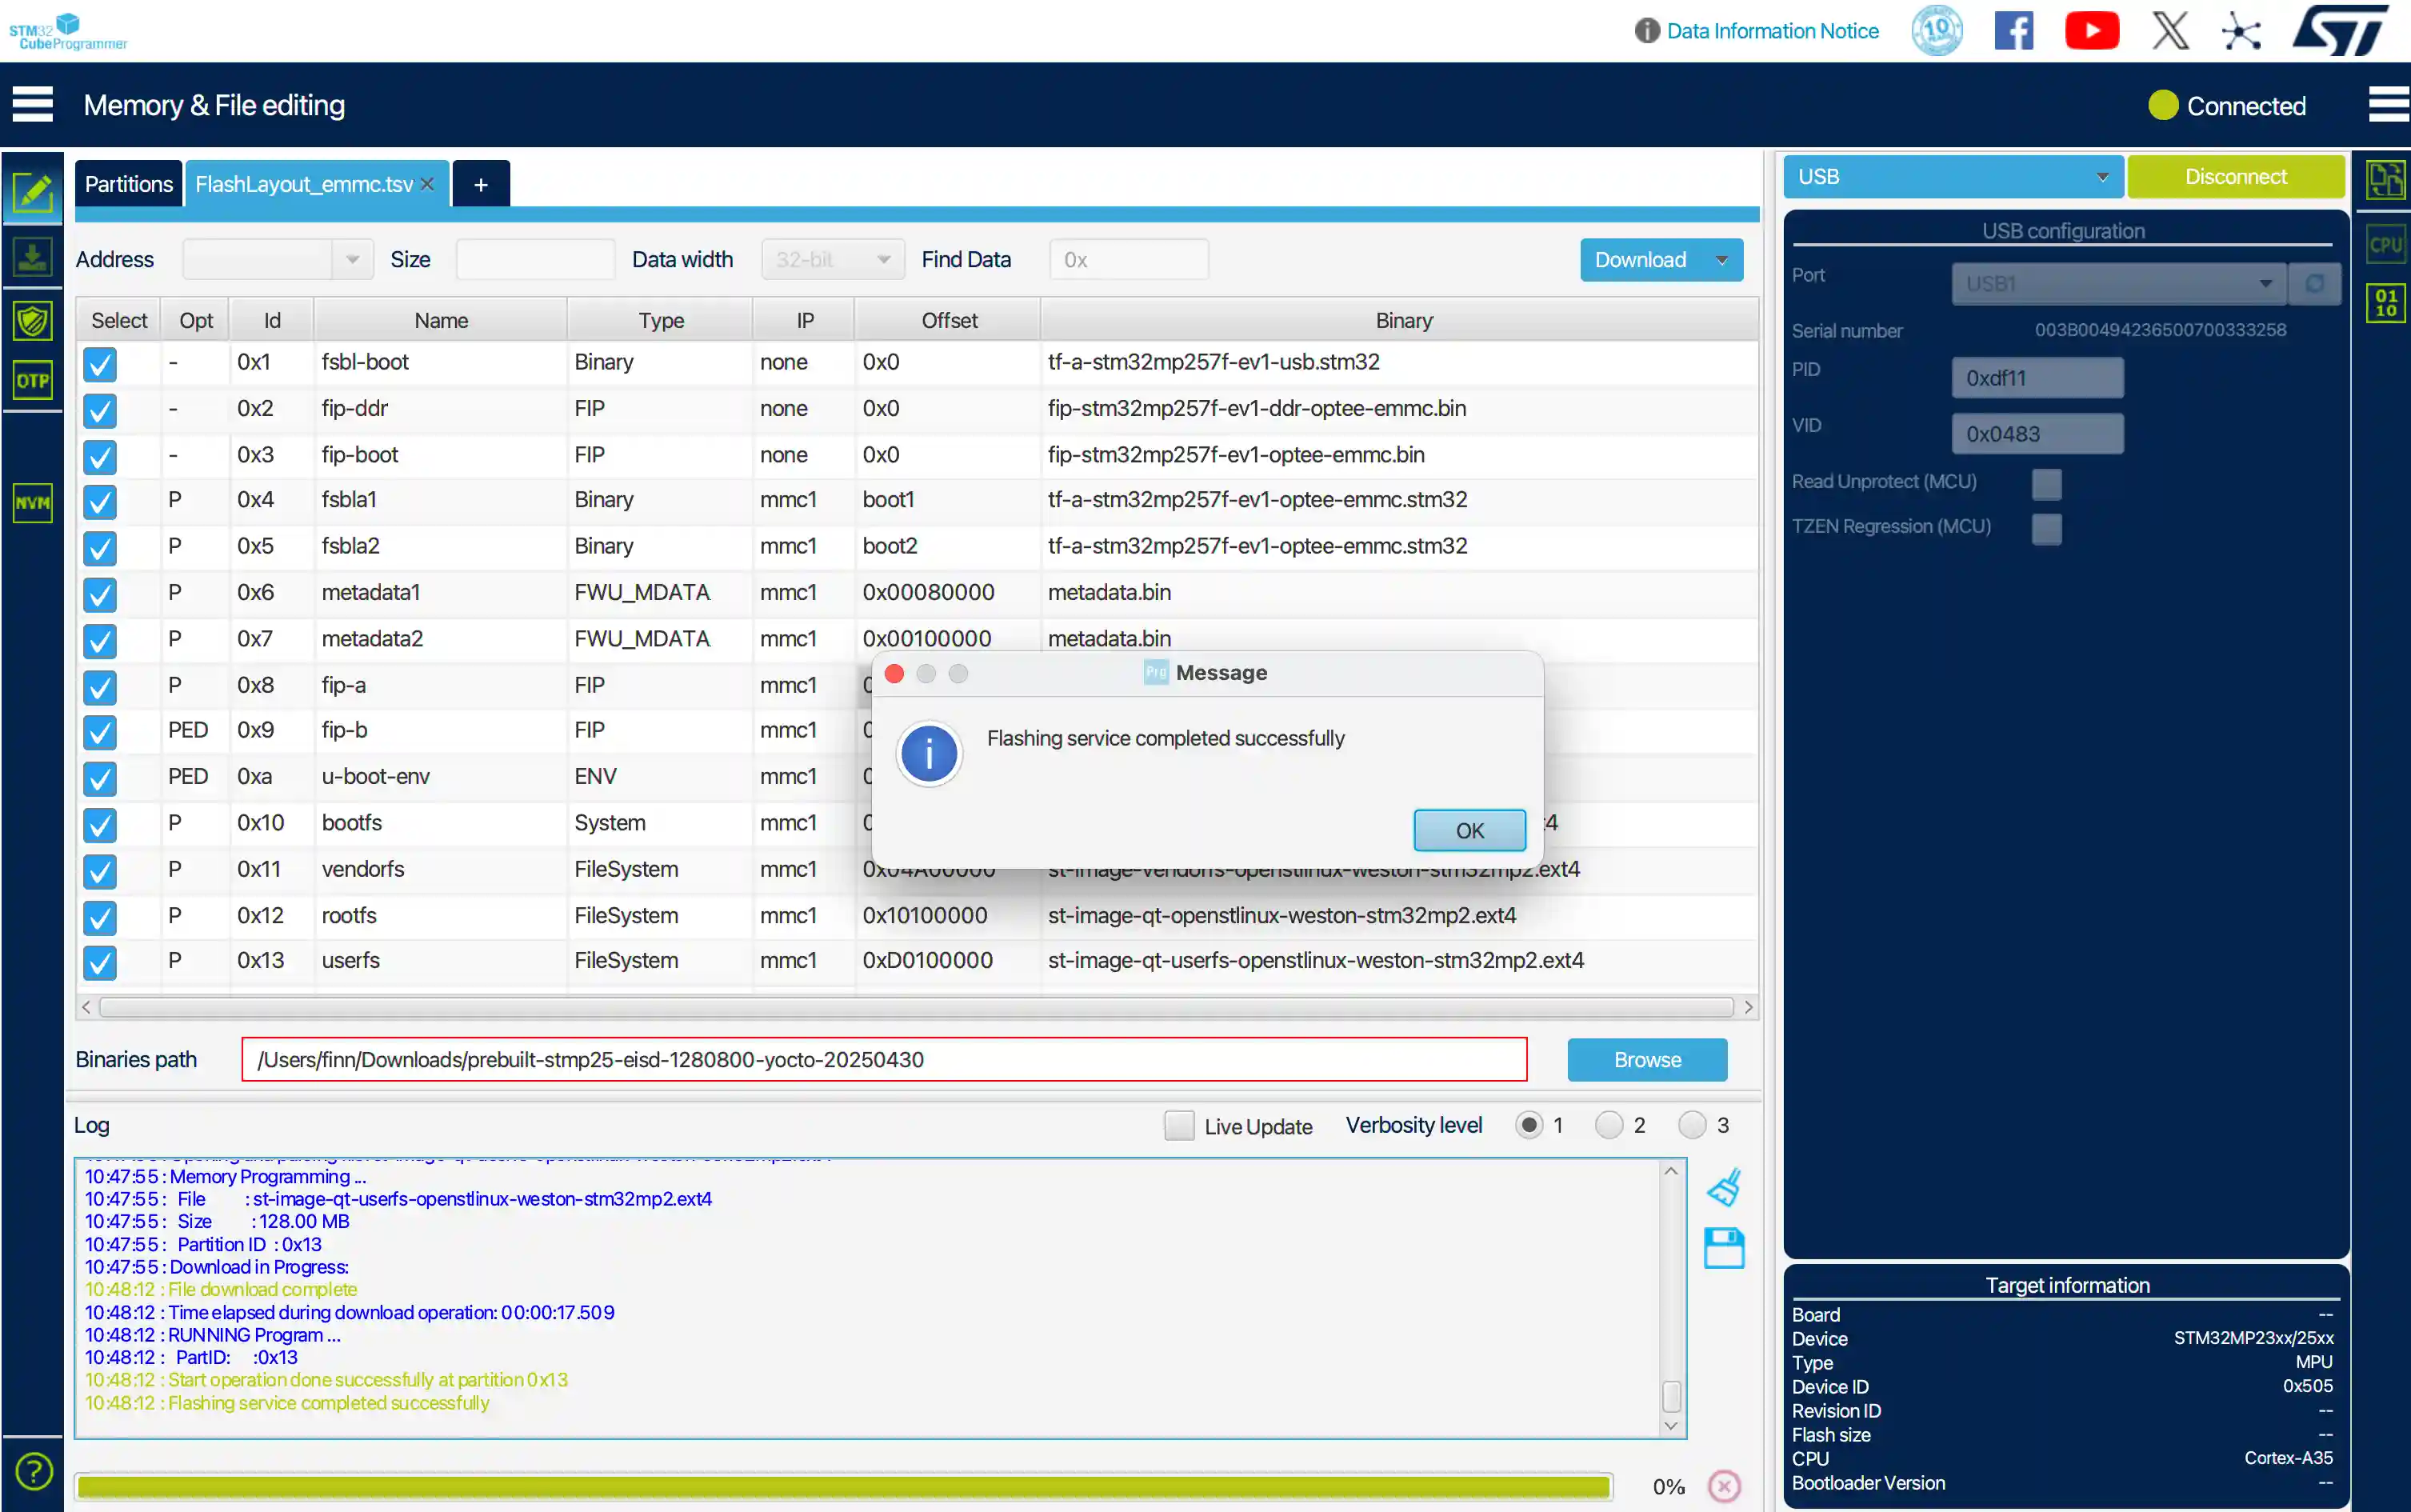 STM32
CubeProgrammer
Data Information Notice
10
Memory & File editing
Connected
Partitions
FlashLayout_emmc.tsv
+
USB
Disconnect
Address
Size
Data width
32-bit
Find Data
0x
Download
Select Opt Id Name Type IP Offset Binary
- 0x1 fsbl-boot Binary none 0x0 tf-a-stm32mp257f-ev1-usb.stm32
- 0x2 fip-ddr FIP none 0x0 fip-stm32mp257f-ev1-ddr-optee-emmc.bin
- 0x3 fip-boot FIP none 0x0 fip-stm32mp257f-ev1-optee-emmc.bin
P 0x4 fsbla1 Binary mmc1 boot1 tf-a-stm32mp257f-ev1-optee-emmc.stm32
P 0x5 fsbla2 Binary mmc1 boot2 tf-a-stm32mp257f-ev1-optee-emmc.stm32
P 0x6 metadata1 FWU_MDATA mmc1 0x00080000 metadata.bin
P 0x7 metadata2 FWU_MDATA mmc1 0x00100000 metadata.bin
P 0x8 fip-a FIP mmc1
PED 0x9 fip-b FIP mmc1
PED 0xa u-boot-env ENV mmc1
P 0x10 bootfs System mmc1
P 0x11 vendorfs FileSystem mmc1 0x04A00000 st-image-vendorfs-openstlinux-weston-stm32mp2.ext4
P 0x12 rootfs FileSystem mmc1 0x10100000 st-image-qt-openstlinux-weston-stm32mp2.ext4
P 0x13 userfs FileSystem mmc1 0xD0100000 st-image-qt-userfs-openstlinux-weston-stm32mp2.ext4
Prg Message
Flashing service completed successfully
OK
Binaries path
/Users/finn/Downloads/prebuilt-stmp25-eisd-1280800-yocto-20250430
Browse
Log
Live Update
Verbosity level
1
2
3
10:47:55 : Memory Programming ...
10:47:55 : File : st-image-qt-userfs-openstlinux-weston-stm32mp2.ext4
10:47:55 : Size : 128.00 MB
10:47:55 : Partition ID : 0x13
10:47:55 : Download in Progress:
10:48:12 : File download complete
10:48:12 : Time elapsed during download operation: 00:00:17.509
10:48:12 : RUNNING Program ...
10:48:12 : PartID: :0x13
10:48:12 : Start operation done successfully at partition 0x13
10:48:12 : Flashing service completed successfully
0%
USB configuration
Port USB1
Serial number 003B00494236500700333258
PID 0xdf11
VID 0x0483
Read Unprotect (MCU)
TZEN Regression (MCU)
Target information
Board --
Device STM32MP23xx/25xx
Type MPU
Device ID 0x505
Revision ID --
Flash size --
CPU Cortex-A35
Bootloader Version --
OTP
NVM
?
CPU
01
10